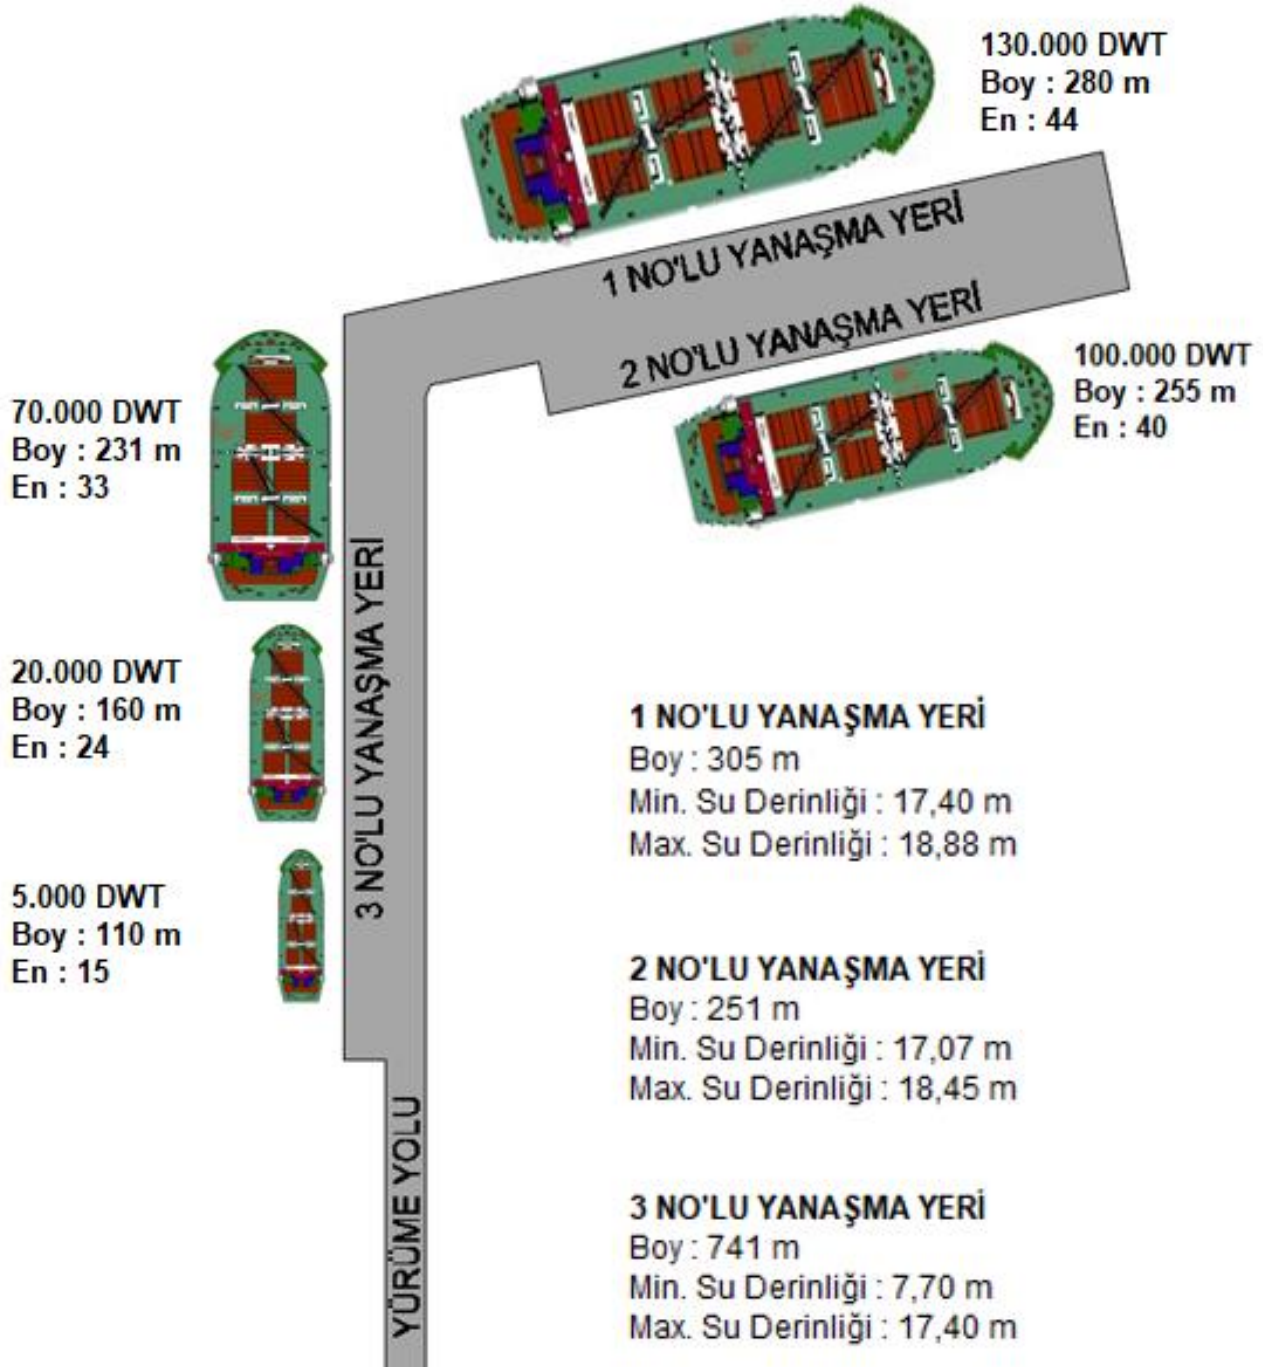 130.000 DWT
Boy : 280 m
En : 44
1 NO'LU YANAŞMA YERİ
2 NO'LU YANAŞMA YERİ
100.000 DWT
Boy : 255 m
En : 40
70.000 DWT
Boy : 231 m
En : 33
3 NO'LU YANAŞMA YERİ
20.000 DWT
Boy : 160 m
En : 24
5.000 DWT
Boy : 110 m
En : 15
YÜRÜME YOLU
1 NO'LU YANAŞMA YERİ
Boy : 305 m
Min. Su Derinliği : 17,40 m
Max. Su Derinliği : 18,88 m
2 NO'LU YANAŞMA YERİ
Boy : 251 m
Min. Su Derinliği : 17,07 m
Max. Su Derinliği : 18,45 m
3 NO'LU YANAŞMA YERİ
Boy : 741 m
Min. Su Derinliği : 7,70 m
Max. Su Derinliği : 17,40 m